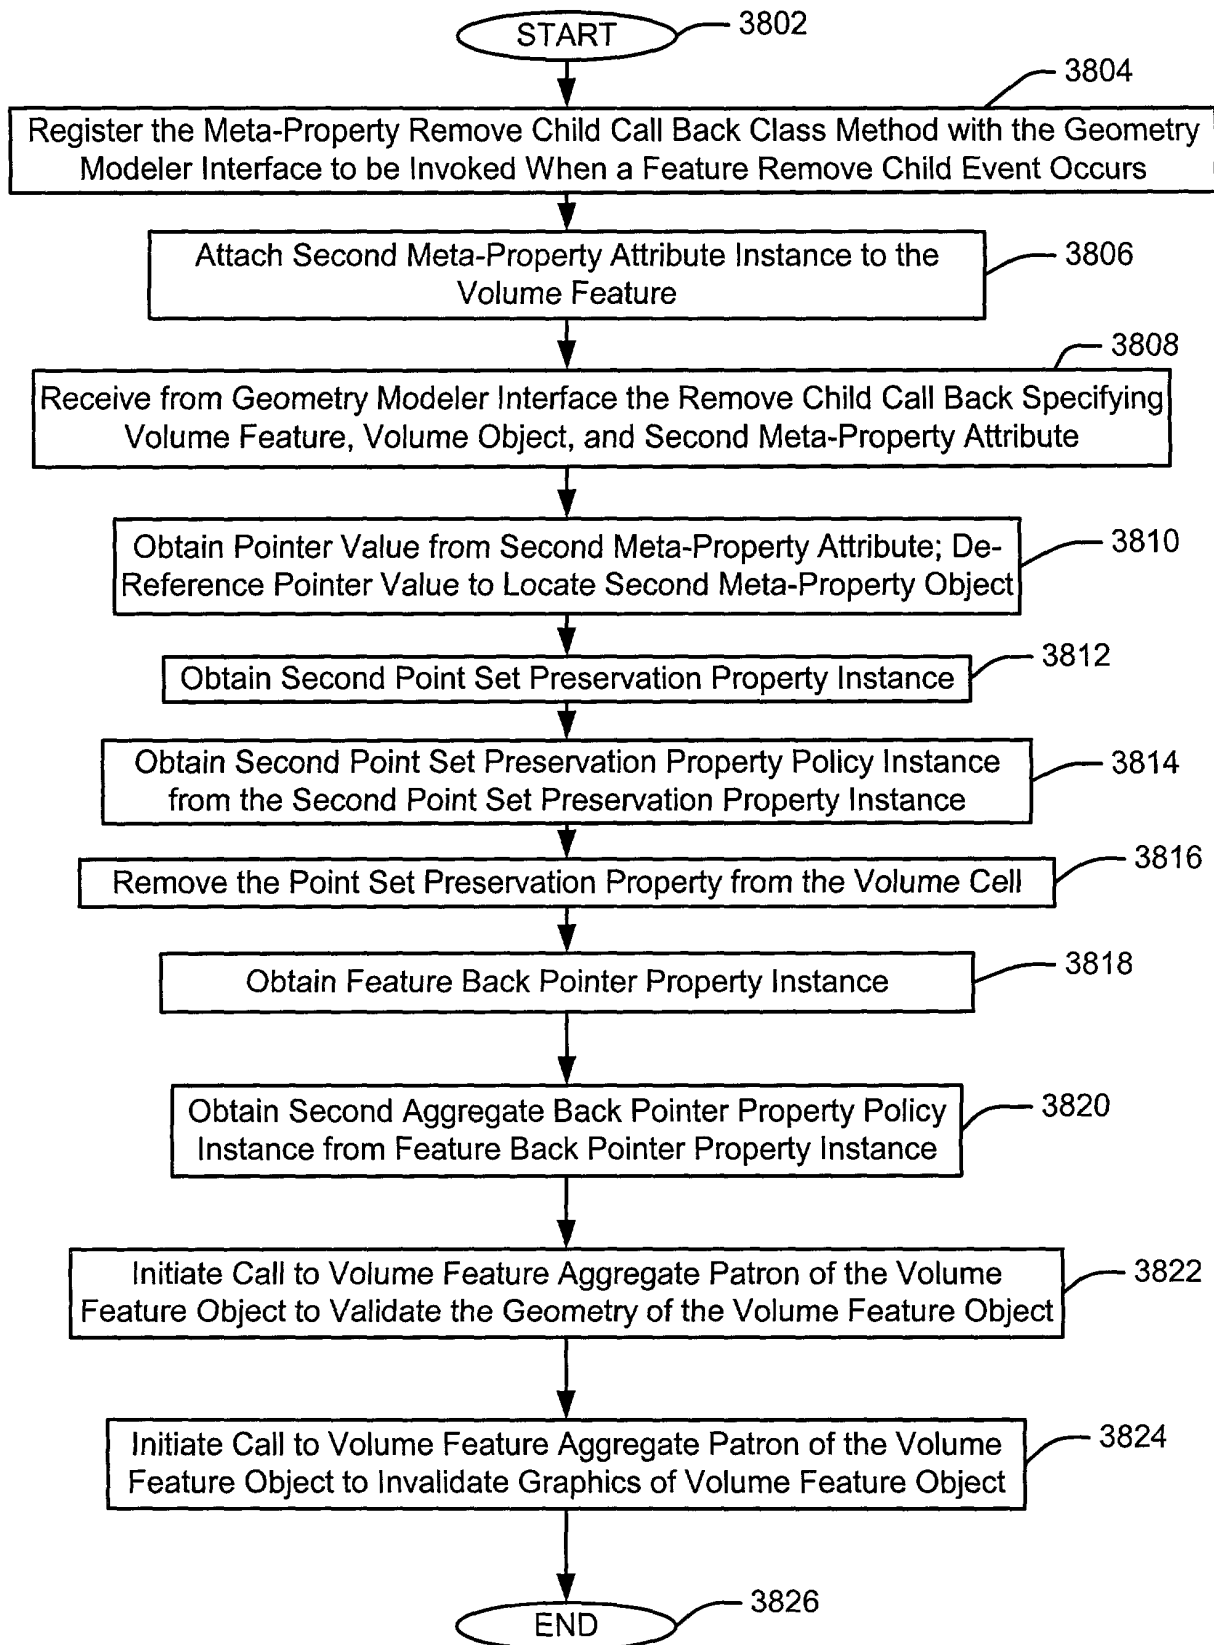 START
3802
3804
Register the Meta-Property Remove Child Call Back Class Method with the Geometry
Modeler Interface to be Invoked When a Feature Remove Child Event Occurs
Attach Second Meta-Property Attribute Instance to the
Volume Feature
3806
3808
Receive from Geometry Modeler Interface the Remove Child Call Back Specifying
Volume Feature, Volume Object, and Second Meta-Property Attribute
Obtain Pointer Value from Second Meta-Property Attribute; De-
Reference Pointer Value to Locate Second Meta-Property Object
3810
Obtain Second Point Set Preservation Property Instance
3812
Obtain Second Point Set Preservation Property Policy Instance
from the Second Point Set Preservation Property Instance
3814
Remove the Point Set Preservation Property from the Volume Cell
3816
Obtain Feature Back Pointer Property Instance
3818
Obtain Second Aggregate Back Pointer Property Policy
Instance from Feature Back Pointer Property Instance
3820
Initiate Call to Volume Feature Aggregate Patron of the Volume
Feature Object to Validate the Geometry of the Volume Feature Object
3822
Initiate Call to Volume Feature Aggregate Patron of the Volume
Feature Object to Invalidate Graphics of Volume Feature Object
3824
END
3826